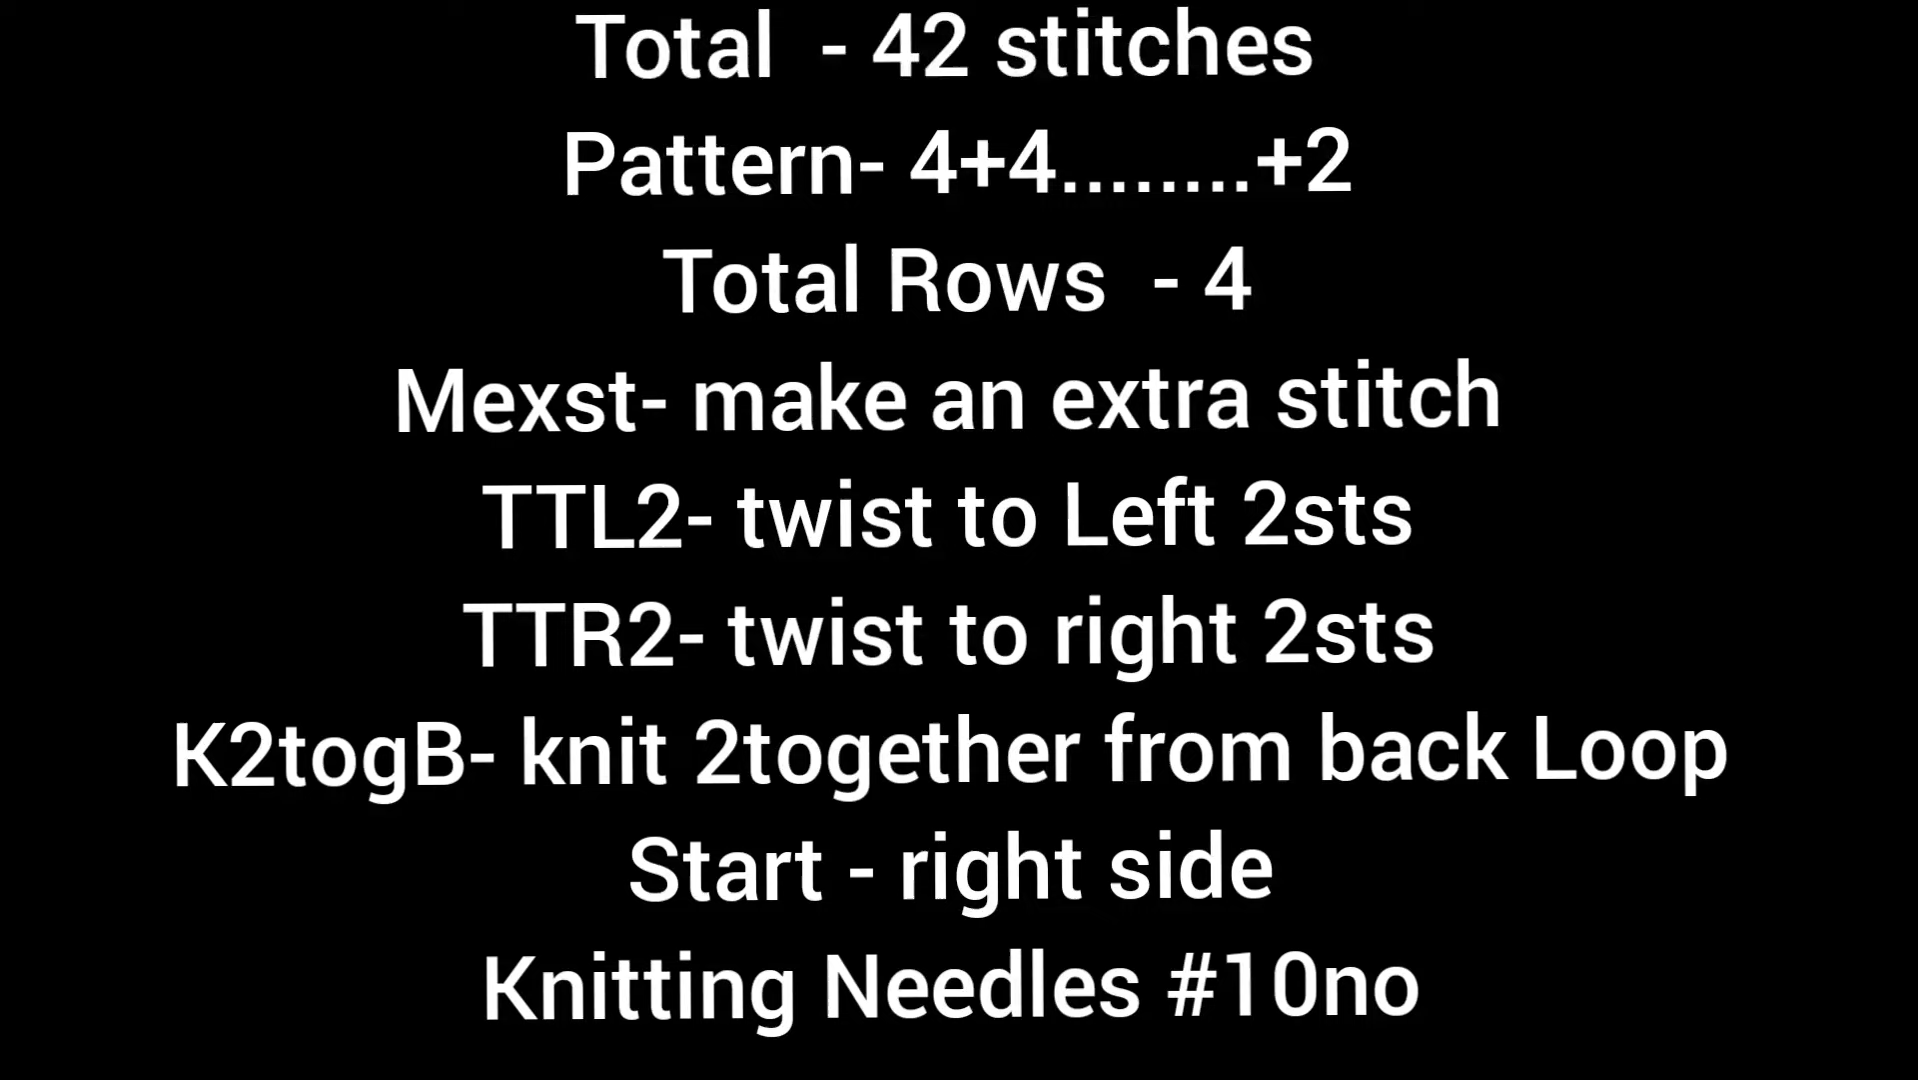 Total - 42 stitches
Pattern- 4+4........+2
Total Rows - 4
Mexst- make an extra stitch
TTL2- twist to Left 2sts
TTR2- twist to right 2sts
K2togB- knit 2together from back Loop
Start - right side
Knitting Needles #10no